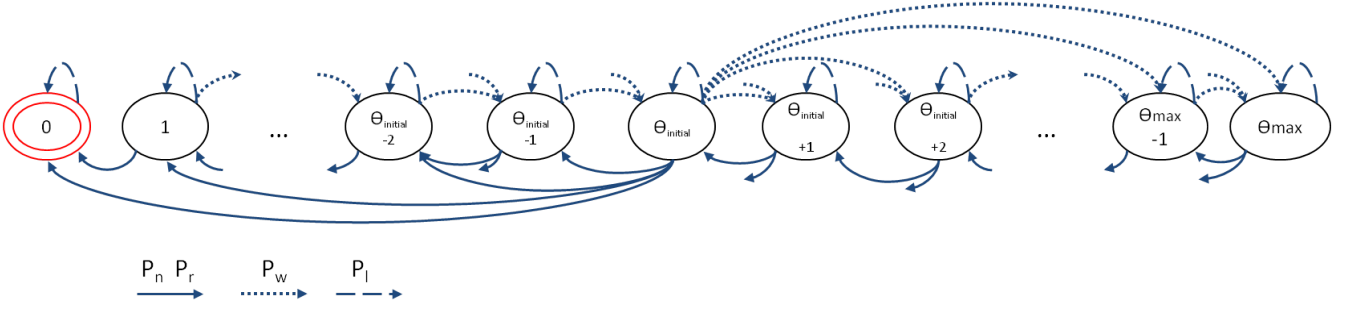 0
1
...
ϴinitial
-2
ϴinitial
-1
ϴinitial
ϴinitial
+1
ϴinitial
+2
...
ϴmax
-1
ϴmax
Pn Pr
Pw
Pl